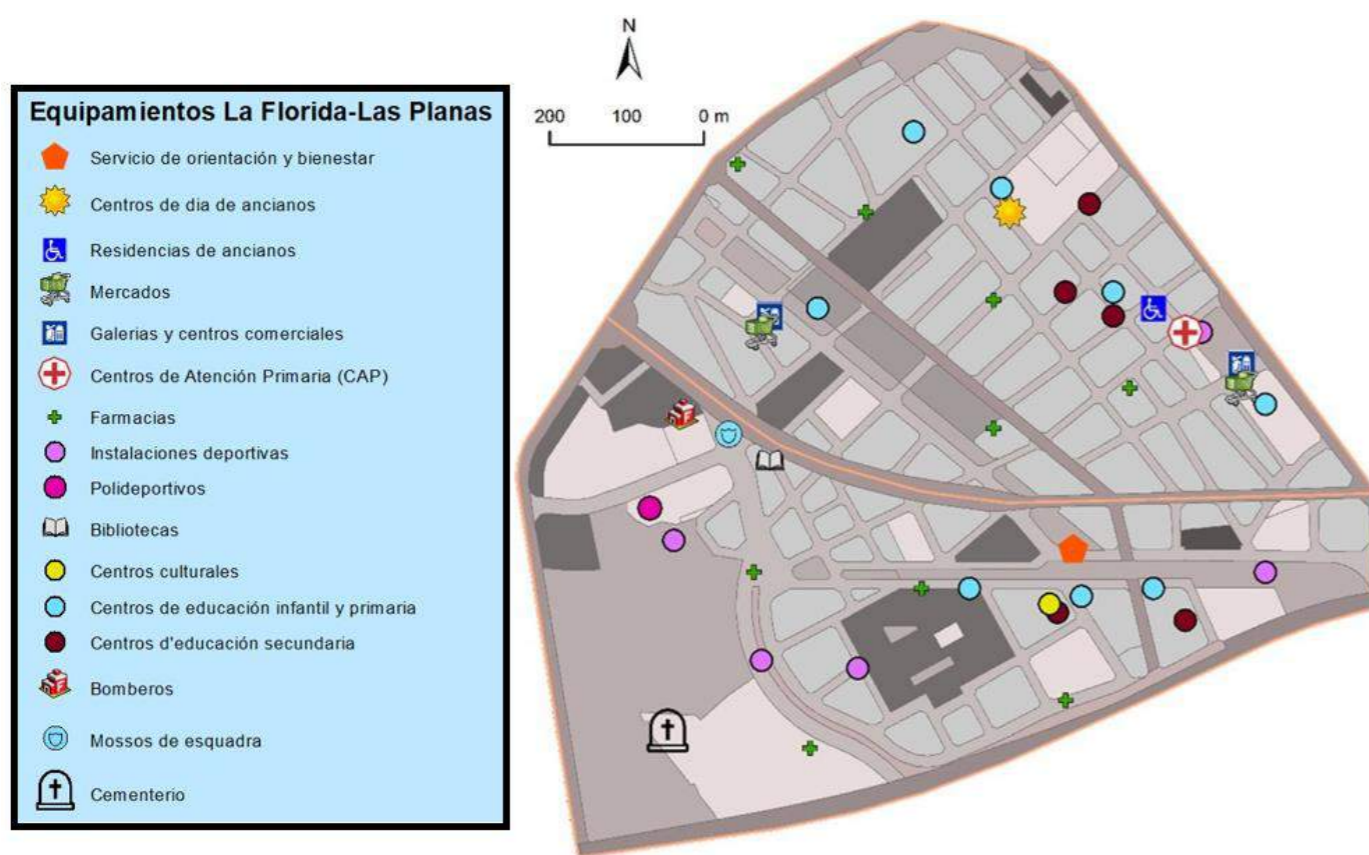 Equipamientos La Florida-Las Planas
Servicio de orientación y bienestar
Centros de dia de ancianos
Residencias de ancianos
Mercados
Galerias y centros comerciales
Centros de Atención Primaria (CAP)
Farmacias
Instalaciones deportivas
Polideportivos
Bibliotecas
Centros culturales
Centros de educación infantil y primaria
Centros d'educación secundaria
Bomberos
Mossos de esquadra
Cementerio
N
200 100 0 m